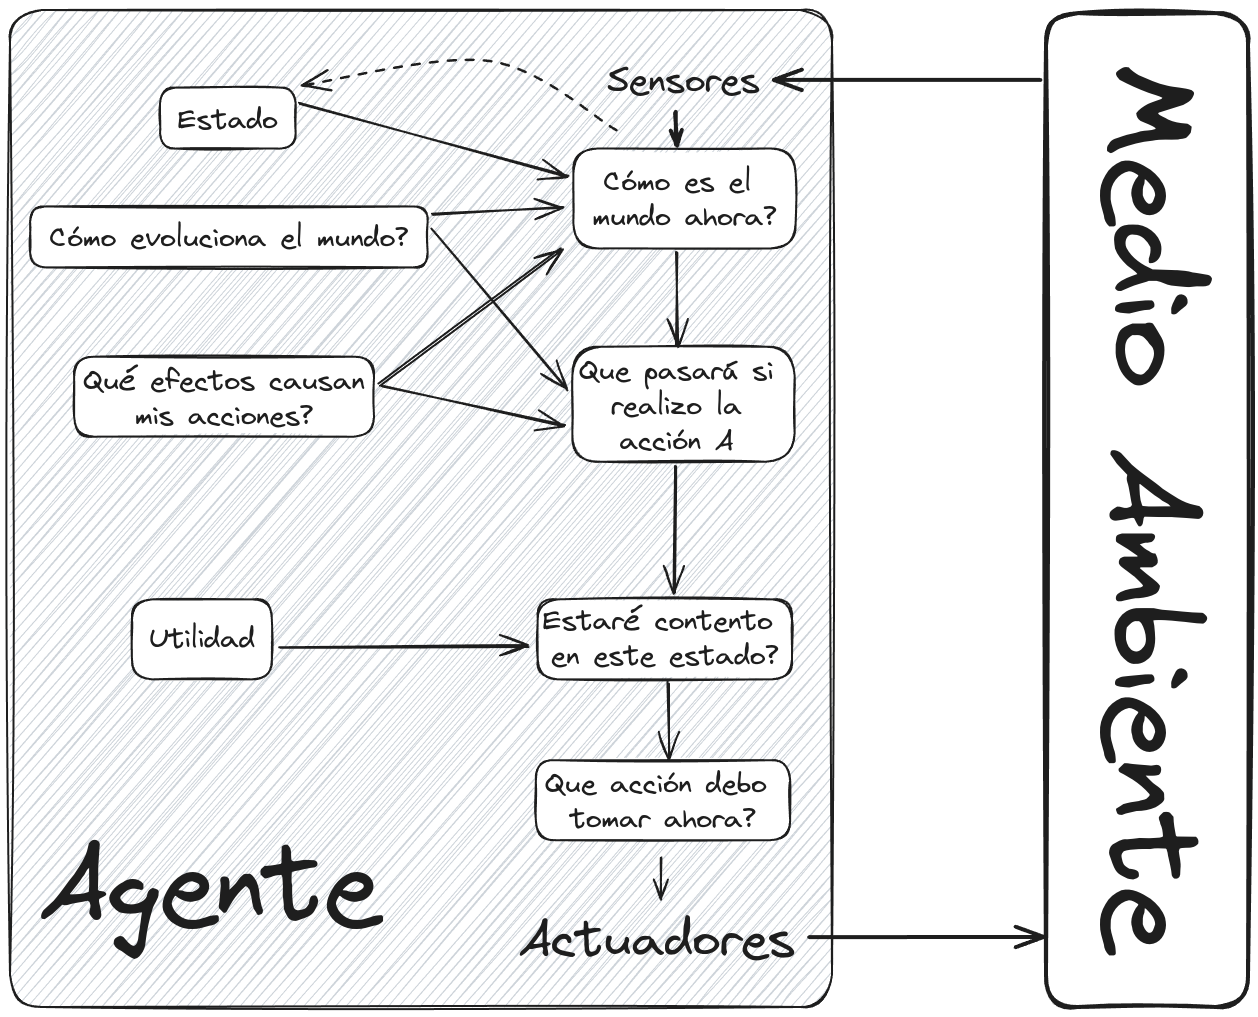 Sensores
Estado
Cómo es el
mundo ahora?
Cómo evoluciona el mundo?
Qué efectos causan
mis acciones?
Que pasará si
realizo la
acción A
Utilidad
Estaré contento
en este estado?
Que acción debo
tomar ahora?
Agente
Actuadores
Medio Ambiente